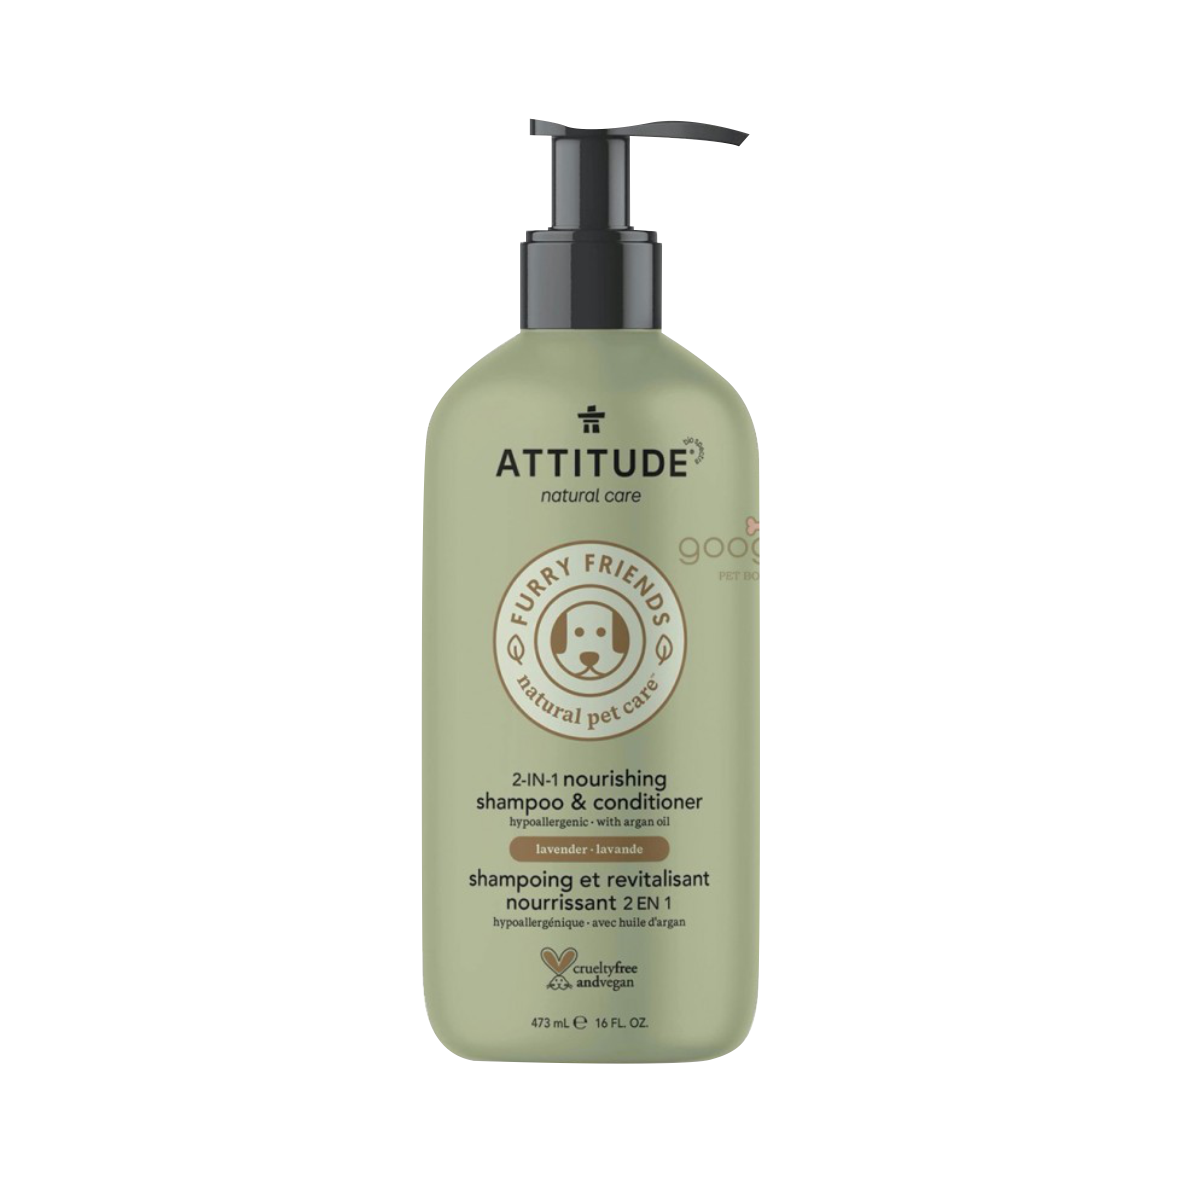 ATTITUDE®
natural care
FURRY FRIENDS
natural pet care™
2-IN-1 nourishing
shampoo & conditioner
hypoallergenic · with argan oil
lavender · lavande
shampoing et revitalisant
nourrissant 2 EN 1
hypoallergénique · avec huile d'argan
crueltyfree
andvegan
473 mL ℮ 16 FL. OZ.